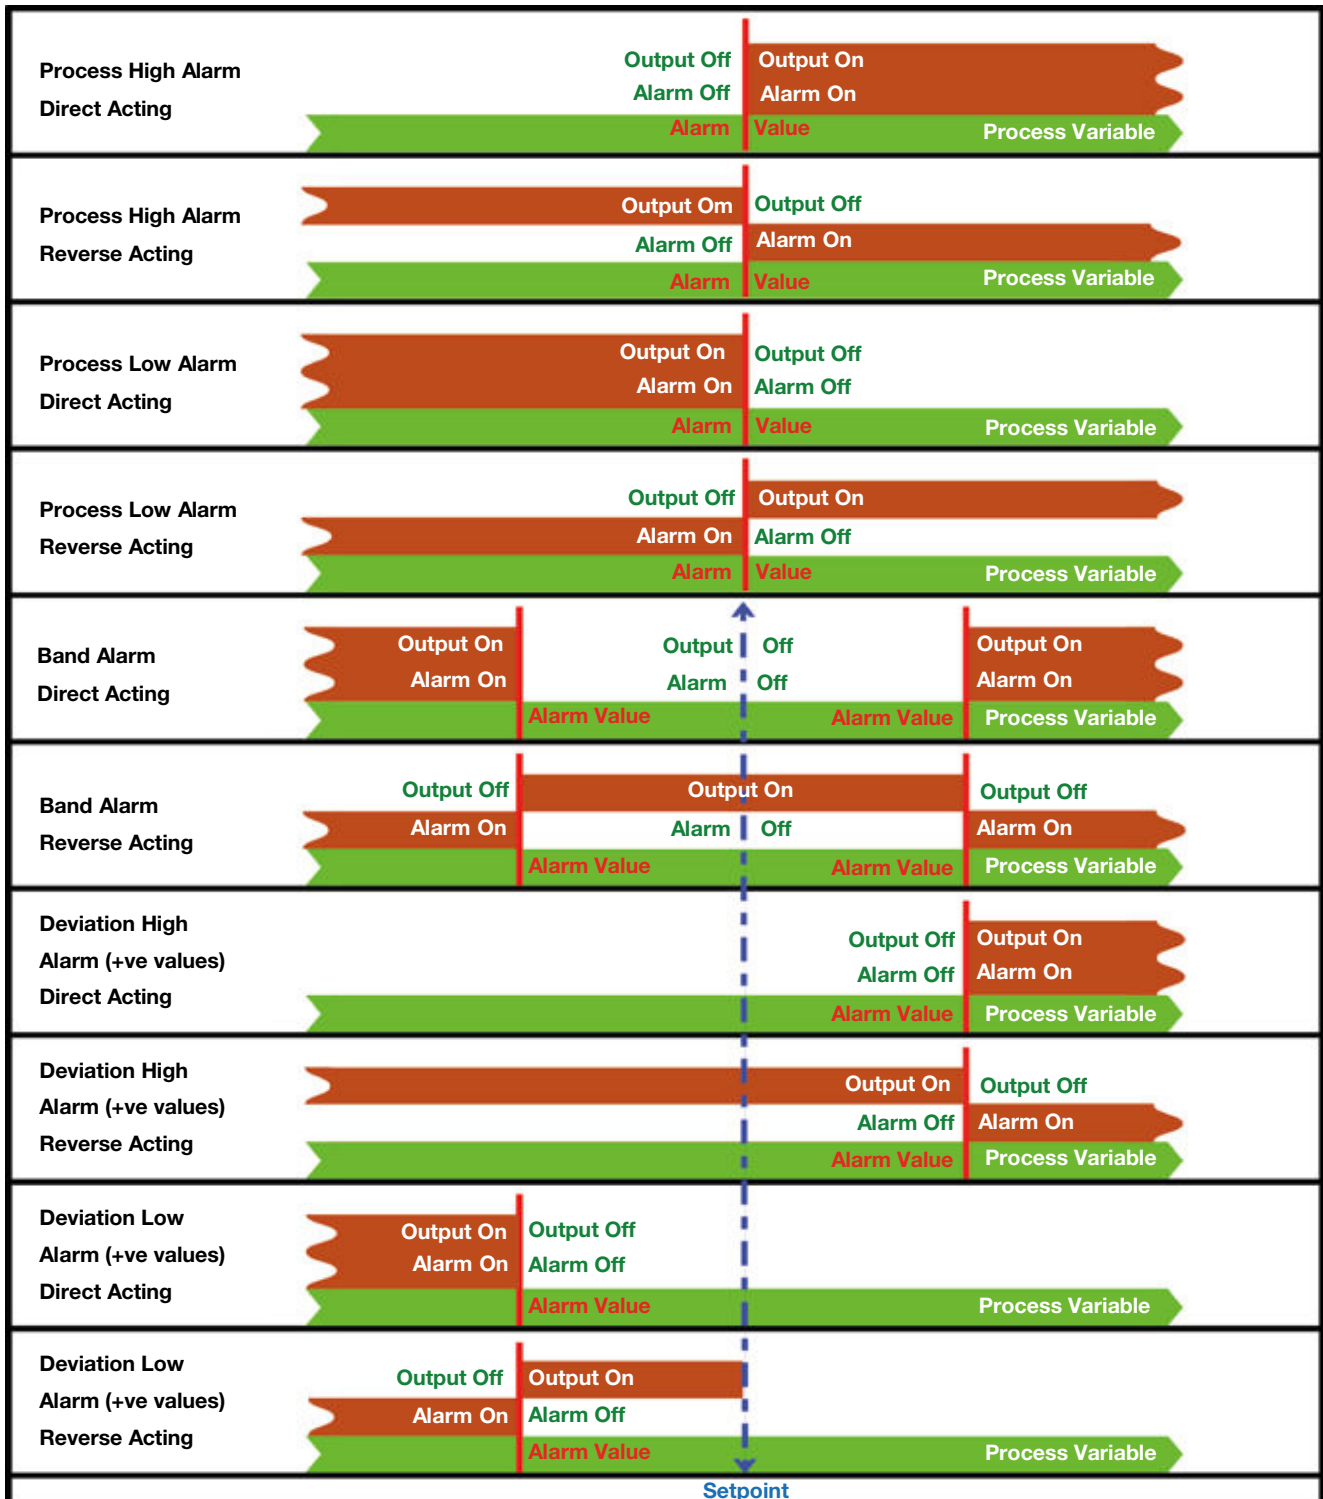 Process High Alarm
Direct Acting
Output Off Output On
Alarm Off Alarm On
Alarm Value Process Variable
Process High Alarm
Reverse Acting
Output Om Output Off
Alarm Off Alarm On
Alarm Value Process Variable
Process Low Alarm
Direct Acting
Output On Output Off
Alarm On Alarm Off
Alarm Value Process Variable
Process Low Alarm
Reverse Acting
Output Off Output On
Alarm On Alarm Off
Alarm Value Process Variable
Band Alarm
Direct Acting
Output On Output Off Output On
Alarm On Alarm Off Alarm On
Alarm Value Alarm Value Process Variable
Band Alarm
Reverse Acting
Output Off Output On Output Off
Alarm On Alarm Off Alarm On
Alarm Value Alarm Value Process Variable
Deviation High
Alarm (+ve values)
Direct Acting
Output Off Output On
Alarm Off Alarm On
Alarm Value Process Variable
Deviation High
Alarm (+ve values)
Reverse Acting
Output On Output Off
Alarm Off Alarm On
Alarm Value Process Variable
Deviation Low
Alarm (+ve values)
Direct Acting
Output On Output Off
Alarm On Alarm Off
Alarm Value Process Variable
Deviation Low
Alarm (+ve values)
Reverse Acting
Output Off Output On
Alarm On Alarm Off
Alarm Value Process Variable
Setpoint